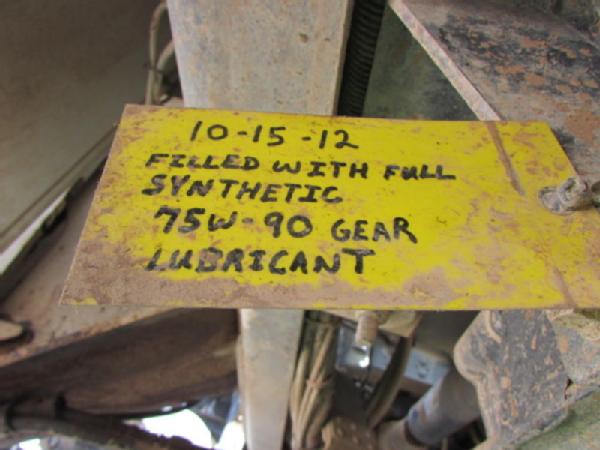 10-15-12
FILLED WITH FULL
SYNTHETIC
75W-90 GEAR
LUBRICANT